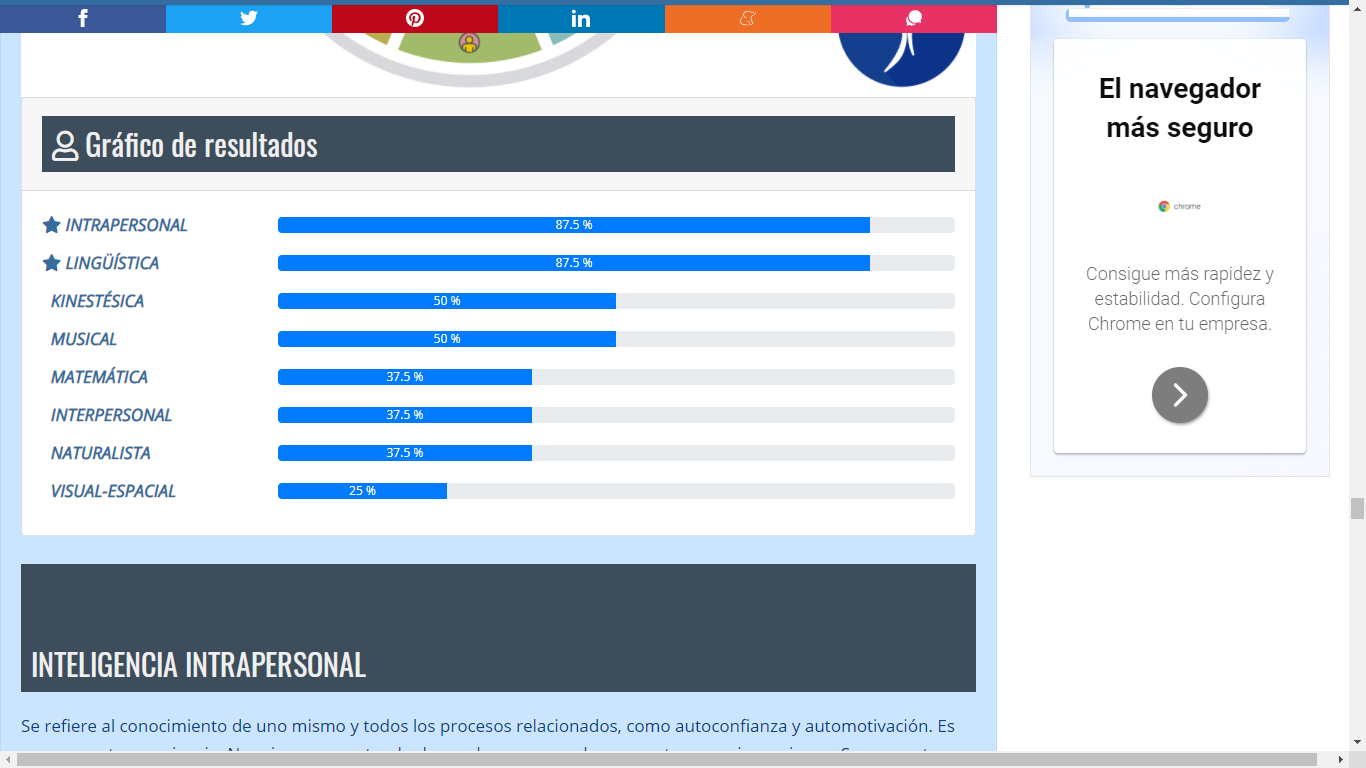 Gráfico de resultados
INTRAPERSONAL
87.5 %
LINGÜÍSTICA
87.5 %
KINESTÉSICA
50 %
MUSICAL
50 %
MATEMÁTICA
37.5 %
INTERPERSONAL
37.5 %
NATURALISTA
37.5 %
VISUAL-ESPACIAL
25 %
INTELIGENCIA INTRAPERSONAL
Se refiere al conocimiento de uno mismo y todos los procesos relacionados, como autoconfianza y automotivación. Es
El navegador
más seguro
chrome
Consigue más rapidez y
estabilidad. Configura
Chrome en tu empresa.